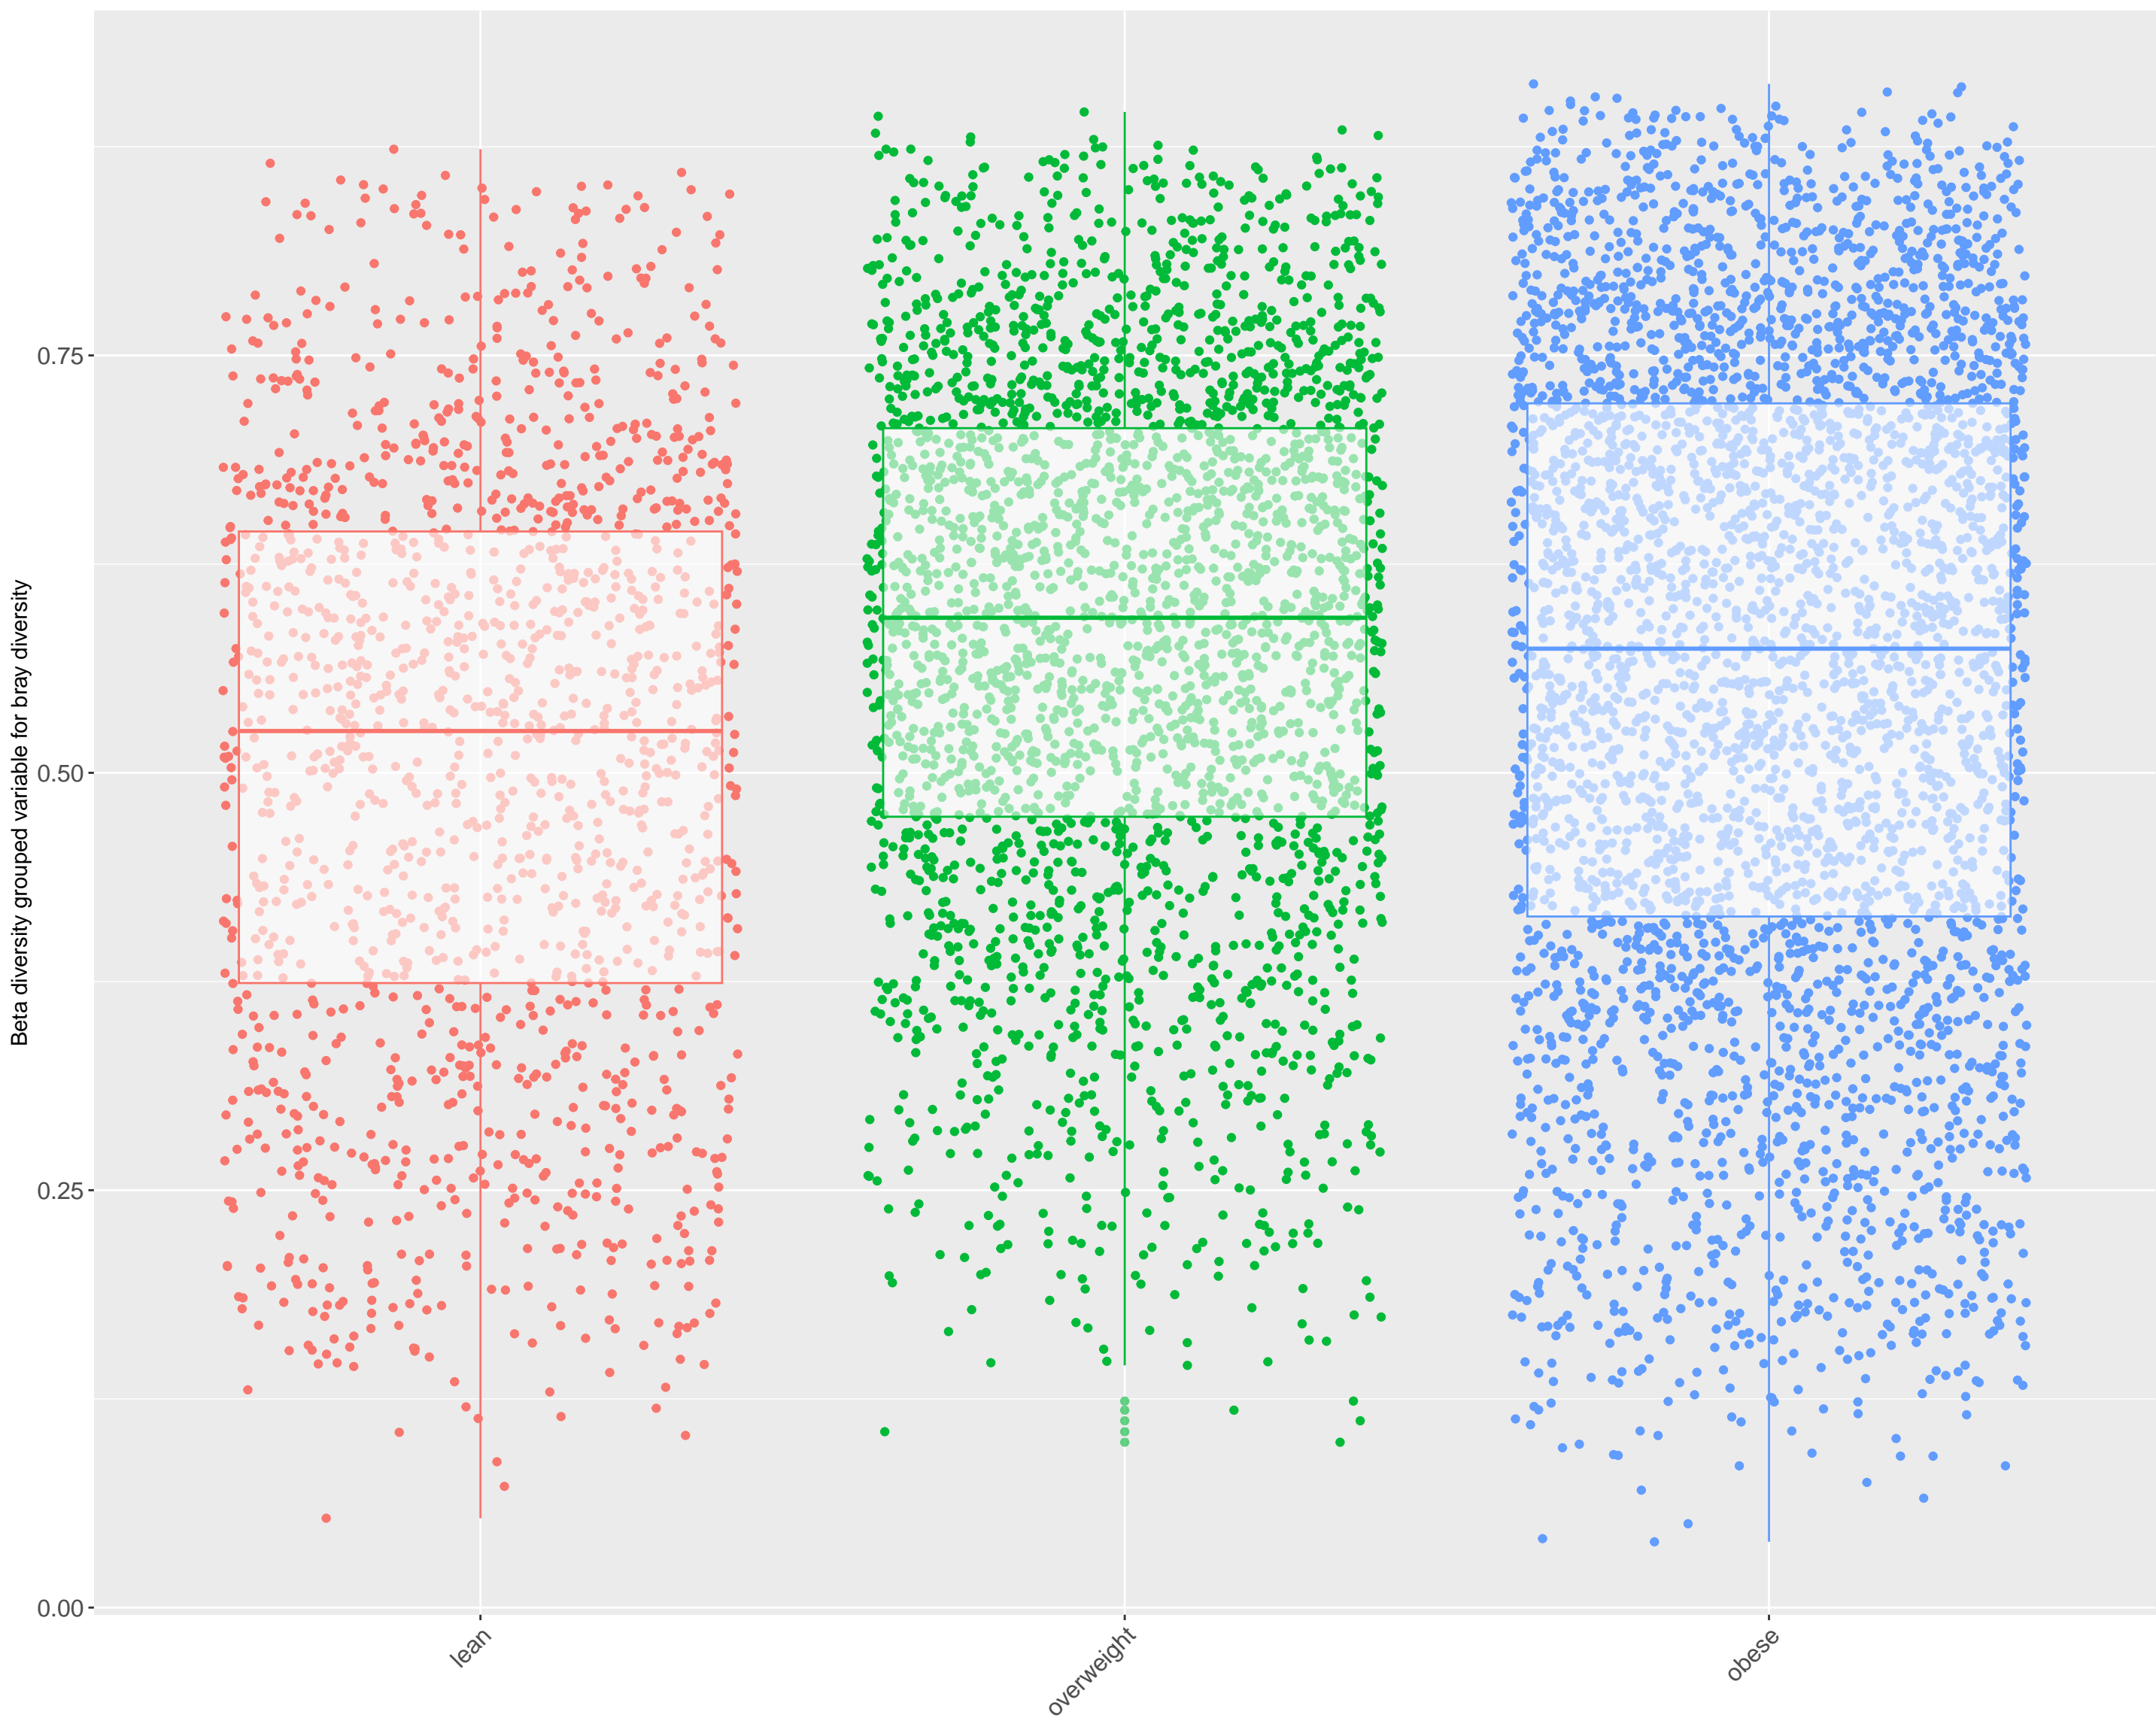 Beta diversity grouped variable for bray diversity
0.75
0.50
0.25
0.00
lean
overweight
obese